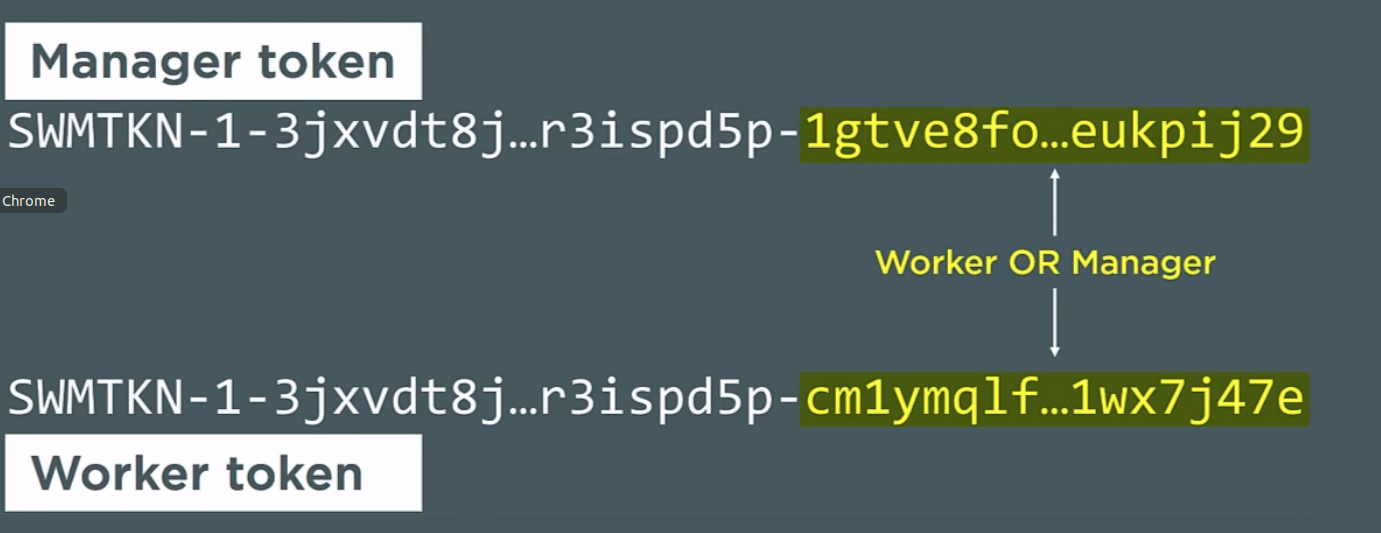 Manager token
SWMTKN-1-3jxvdt8j…r3ispd5p-1gtve8fo…eukpij29
Chrome
Worker OR Manager
SWMTKN-1-3jxvdt8j…r3ispd5p-cm1ymqlf…1wx7j47e
Worker token